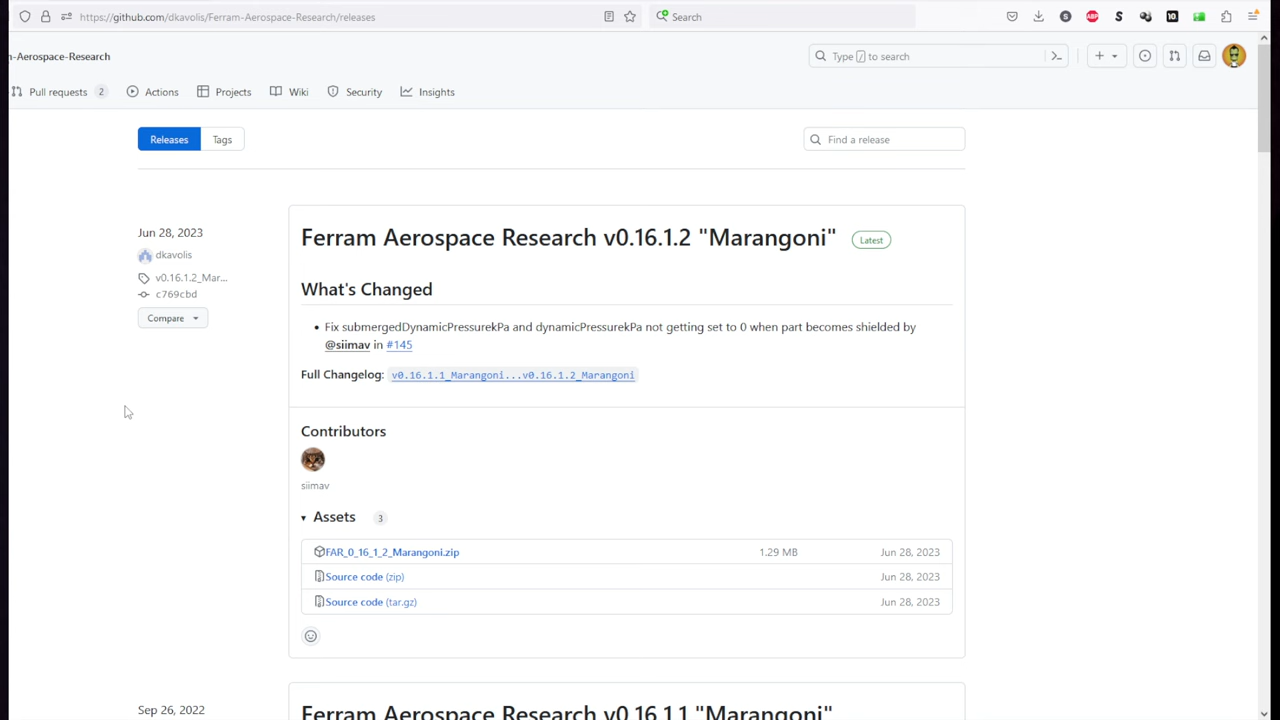 https://github.com/dkavolis/Ferram-Aerospace-Research/releases
Search
ABP
S
10
n-Aerospace-Research
Type / to search
Pull requests 2
Actions
Projects
Wiki
Security
Insights
Releases
Tags
Find a release
Jun 28, 2023
dkavolis
v0.16.1.2_Mar...
c769cbd
Compare
Ferram Aerospace Research v0.16.1.2 "Marangoni"
Latest
What's Changed
• Fix submergedDynamicPressurekPa and dynamicPressurekPa not getting set to 0 when part becomes shielded by
@siimav in #145
Full Changelog: v0.16.1.1_Marangoni...v0.16.1.2_Marangoni
Contributors
siimav
Assets 3
FAR_0_16_1_2_Marangoni.zip 1.29 MB Jun 28, 2023
Source code (zip) Jun 28, 2023
Source code (tar.gz) Jun 28, 2023
Sep 26, 2022
Ferram Aerospace Research v0.16.1.1 "Marangoni"